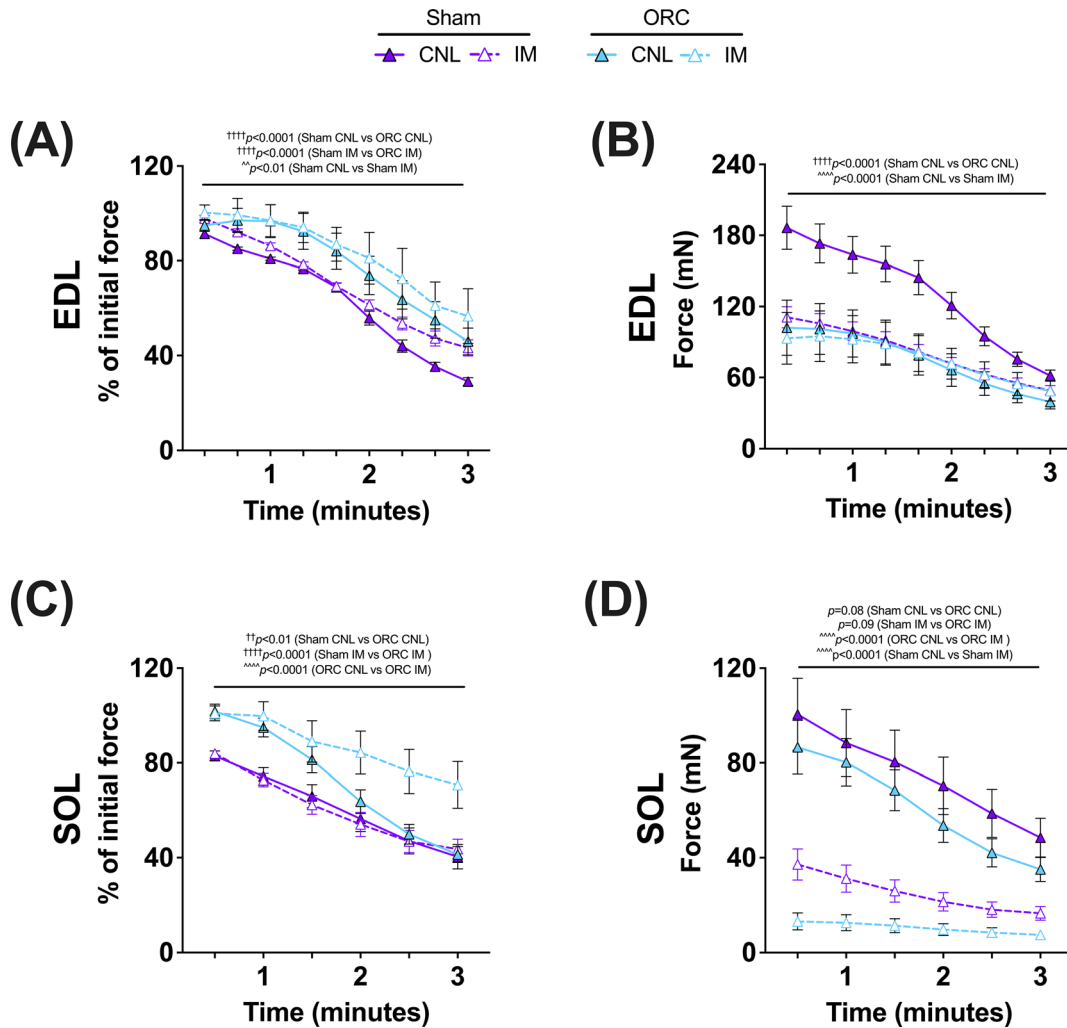 Sham ORC
CNL IM CNL IM
(A)
††††p<0.0001 (Sham CNL vs ORC CNL)
††††p<0.0001 (Sham IM vs ORC IM)
^^p<0.01 (Sham CNL vs Sham IM)
EDL
% of initial force
120
80
40
0
1 2 3
Time (minutes)
(B)
††††p<0.0001 (Sham CNL vs ORC CNL)
^^^^p<0.0001 (Sham CNL vs Sham IM)
EDL
Force (mN)
240
180
120
60
0
1 2 3
Time (minutes)
(C)
††p<0.01 (Sham CNL vs ORC CNL)
††††p<0.0001 (Sham IM vs ORC IM )
^^^^p<0.0001 (ORC CNL vs ORC IM)
SOL
% of initial force
120
80
40
0
1 2 3
Time (minutes)
(D)
p=0.08 (Sham CNL vs ORC CNL)
p=0.09 (Sham IM vs ORC IM)
^^^^p<0.0001 (ORC CNL vs ORC IM )
^^^^p<0.0001 (Sham CNL vs Sham IM)
SOL
Force (mN)
120
80
40
0
1 2 3
Time (minutes)